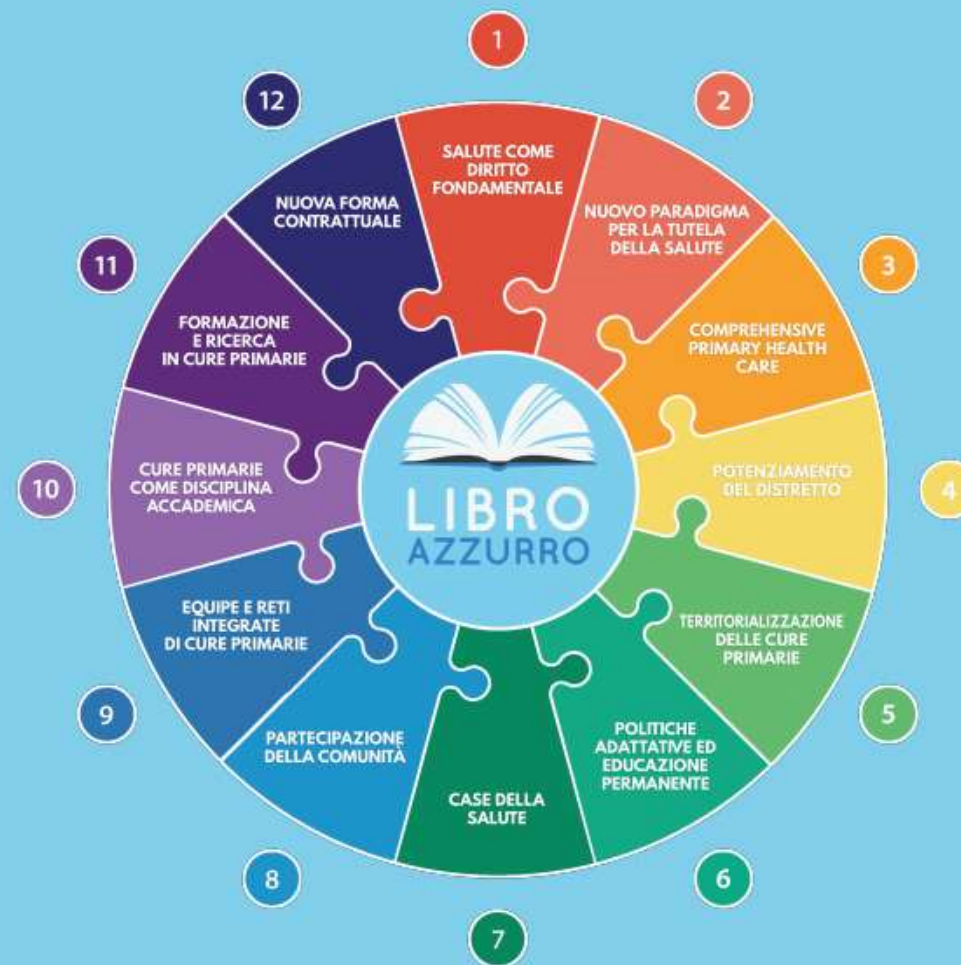 1
SALUTE COME
DIRITTO
FONDAMENTALE
2
NUOVO PARADIGMA
PER LA TUTELA
DELLA SALUTE
3
COMPREHENSIVE
PRIMARY HEALTH
CARE
4
POTENZIAMENTO
DEL DISTRETTO
5
TERRITORIALIZZAZIONE
DELLE CURE
PRIMARIE
6
POLITICHE
ADATTATIVE ED
EDUCAZIONE
PERMANENTE
7
CASE DELLA
SALUTE
8
PARTECIPAZIONE
DELLA COMUNITÀ
9
EQUIPE E RETI
INTEGRATE
DI CURE PRIMARIE
10
CURE PRIMARIE
COME DISCIPLINA
ACCADEMICA
11
FORMAZIONE
E RICERCA
IN CURE PRIMARIE
12
NUOVA FORMA
CONTRATTUALE
LIBRO
AZZURRO